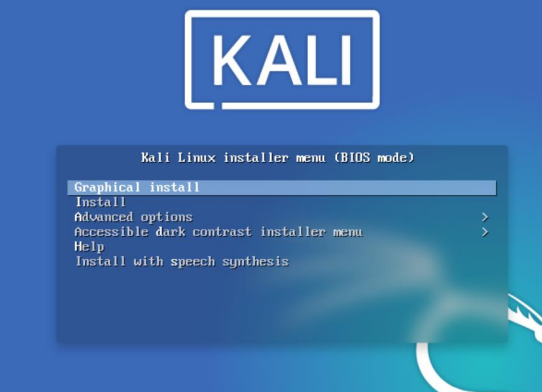 KALI
Kali Linux installer menu (BIOS mode)
Graphical install
Install
Advanced options >
Accessible dark contrast installer menu >
Help
Install with speech synthesis